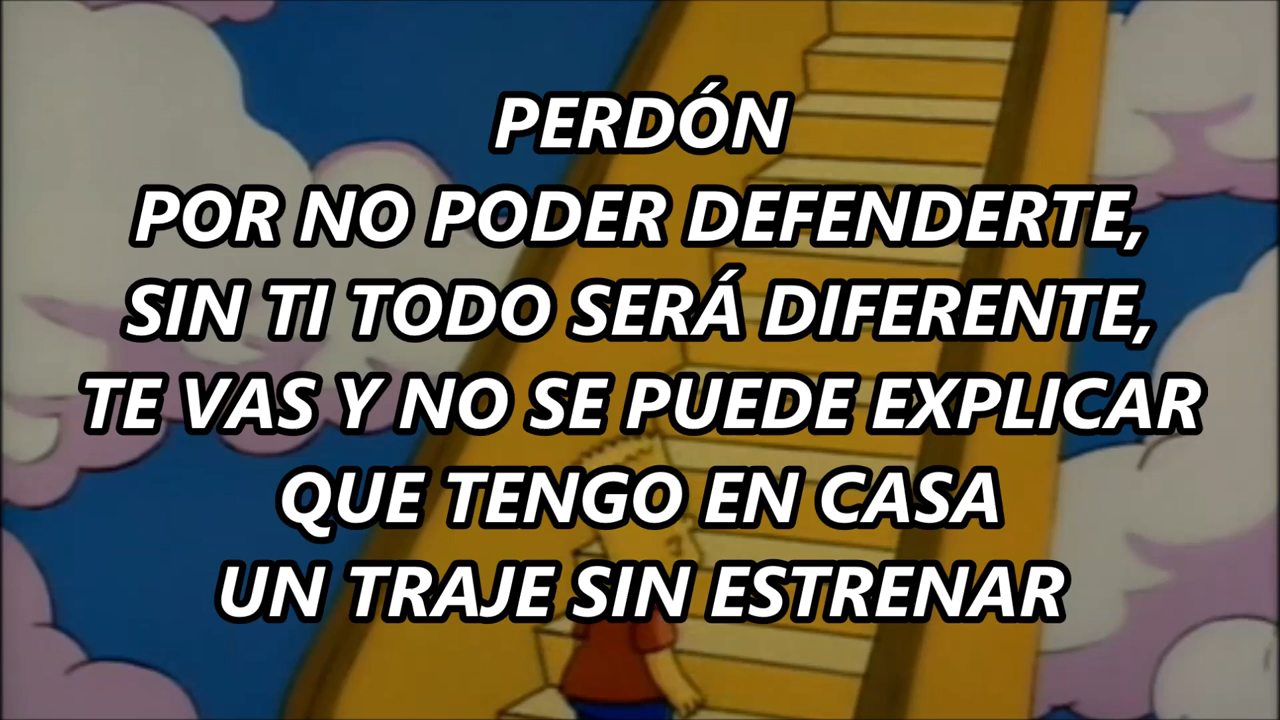 PERDÓN
POR NO PODER DEFENDERTE,
SIN TI TODO SERÁ DIFERENTE,
TE VAS Y NO SE PUEDE EXPLICAR
QUE TENGO EN CASA
UN TRAJE SIN ESTRENAR